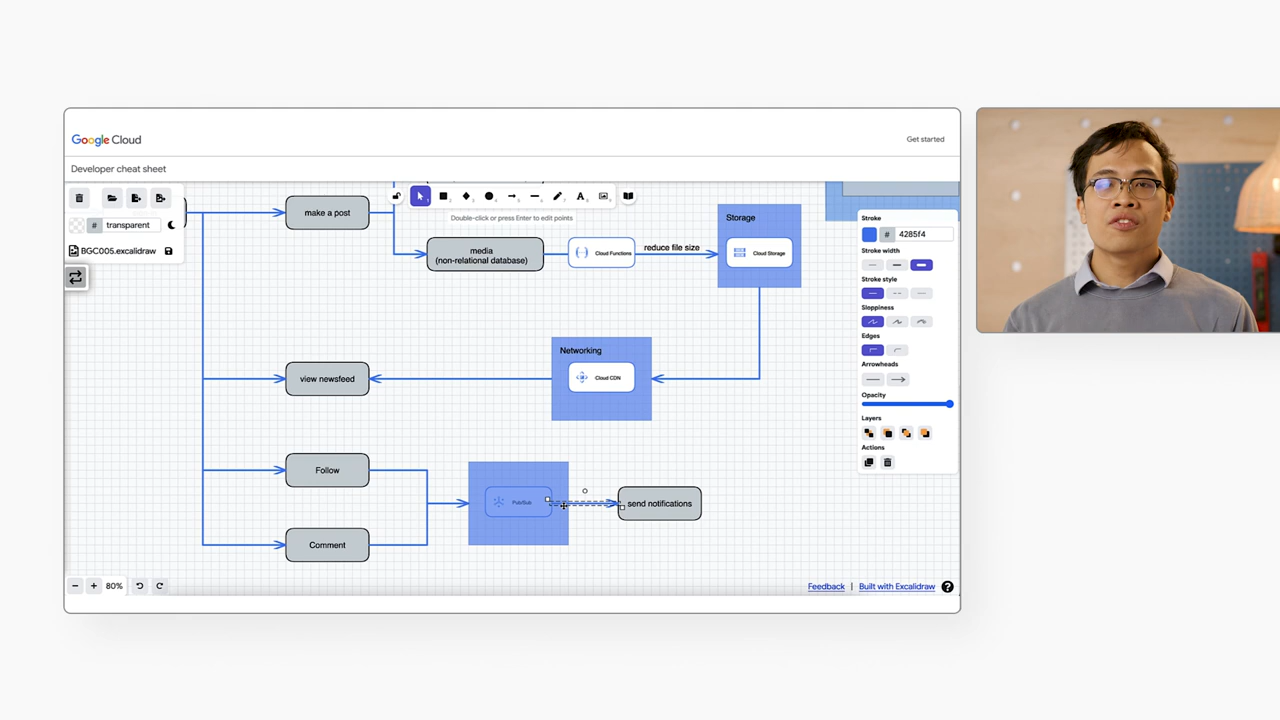 Google Cloud
Get started
Developer cheat sheet
# transparent
BGC005.excalidraw
Double-click or press Enter to edit points
make a post
media
(non-relational database)
Cloud Functions
reduce file size
Storage
Cloud Storage
Stroke
# 4285f4
Stroke width
Stroke style
Sloppiness
Edges
Arrowheads
Opacity
Layers
Actions
view newsfeed
Networking
Cloud CDN
Follow
Pub/Sub
send notifications
Comment
80%
Feedback | Built with Excalidraw ?